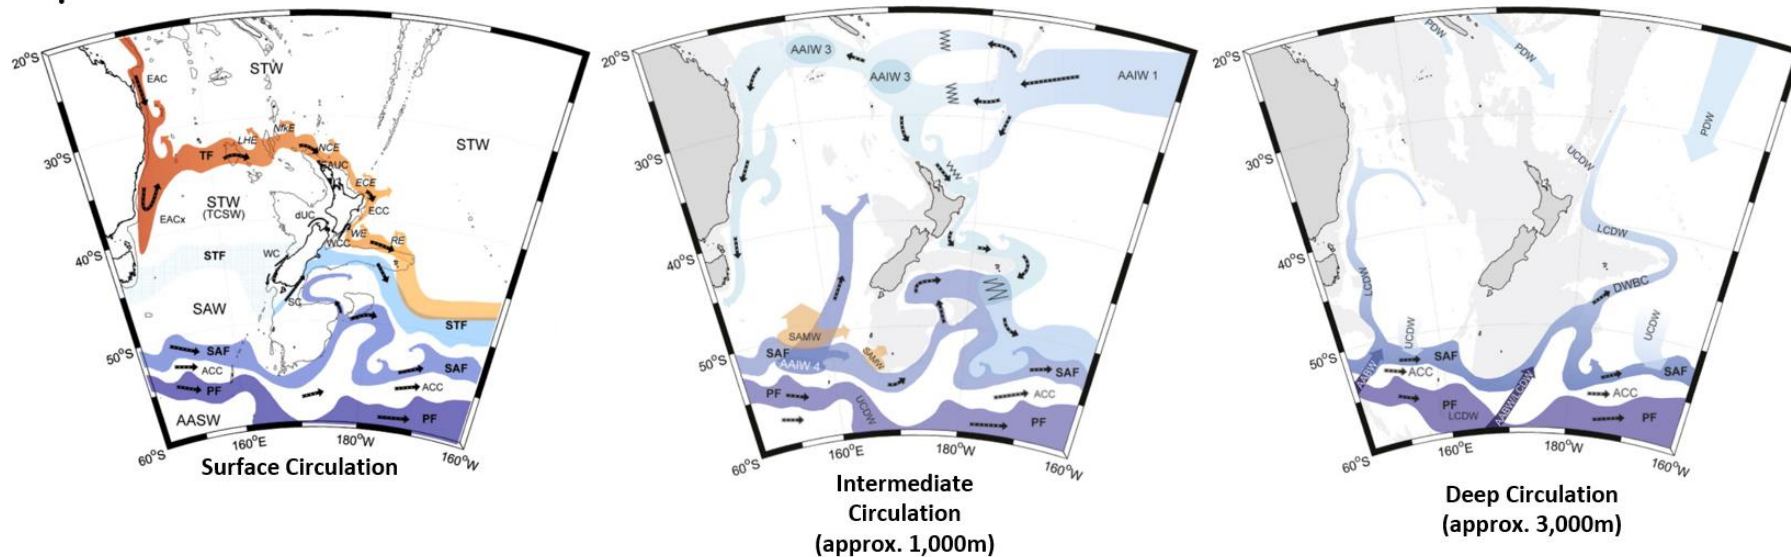 20°S
30°S
40°S
50°S
60°S
160°E
180°W
160°W
EAC
STW
TF
LHE
NfkE
NCE
EAUC
ECE
ECC
STW
STW
(TCSW)
EACx
dUC
WE
RE
WCC
WC
STF
SC
SAW
STF
SAF
ACC
PF
SAF
ACC
PF
AASW
Surface Circulation
20°S
30°S
40°S
50°S
60°S
160°E
180°W
160°W
AAIW 3
AAIW 3
AAIW 1
SAMW
SAF
AAIW 4
SAMW
PF
UCDW
SAF
ACC
PF
Intermediate
Circulation
(approx. 1,000m)
20°S
30°S
40°S
50°S
60°S
160°E
180°W
160°W
PDW
PDW
PDW
UCDW
LCDW
LCDW
DWBC
UCDW
UCDW
SAF
AABW
ACC
PF
LCDW
AABW/LCDW
SAF
ACC
PF
Deep Circulation
(approx. 3,000m)